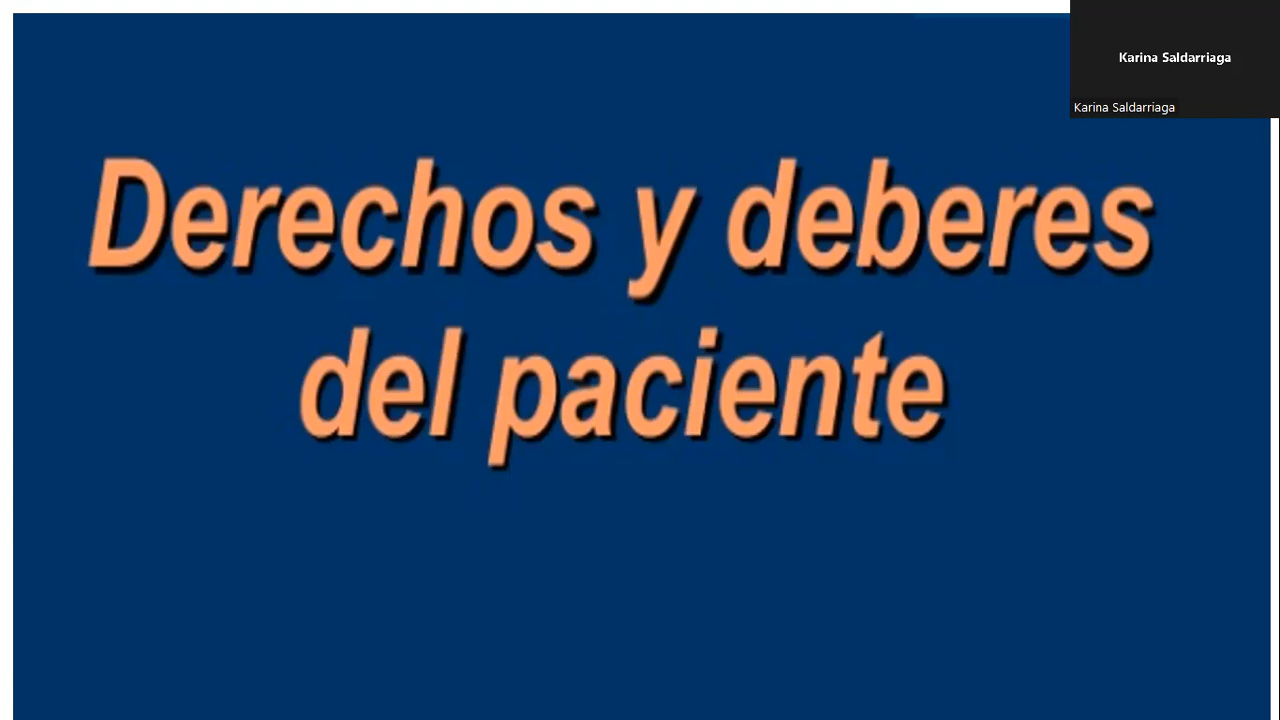 Karina Saldarriaga
Karina Saldarriaga
Derechos y deberes
del paciente